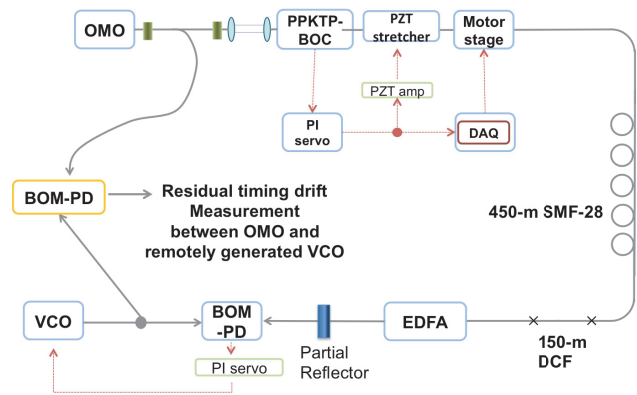 OMO
PPKTP-
BOC
PZT
stretcher
Motor
stage
PZT amp
PI
servo
DAQ
BOM-PD
Residual timing drift
Measurement
between OMO and
remotely generated VCO
450-m SMF-28
VCO
BOM
-PD
Partial
Reflector
EDFA
150-m
DCF
PI servo